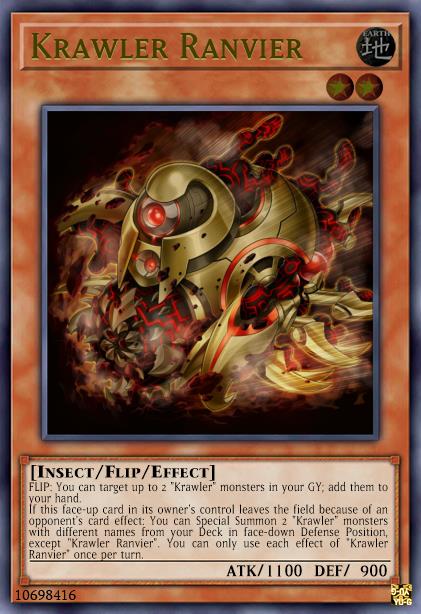 KRAWLER RANVIER
EARTH
地
[INSECT/FLIP/EFFECT]
FLIP: You can target up to 2 "Krawler" monsters in your GY; add them to
your hand.
If this face-up card in its owner's control leaves the field because of an
opponent's card effect: You can Special Summon 2 "Krawler" monsters
with different names from your Deck in face-down Defense Position,
except "Krawler Ranvier". You can only use each effect of "Krawler
Ranvier" once per turn.
ATK/1100 DEF/ 900
10698416